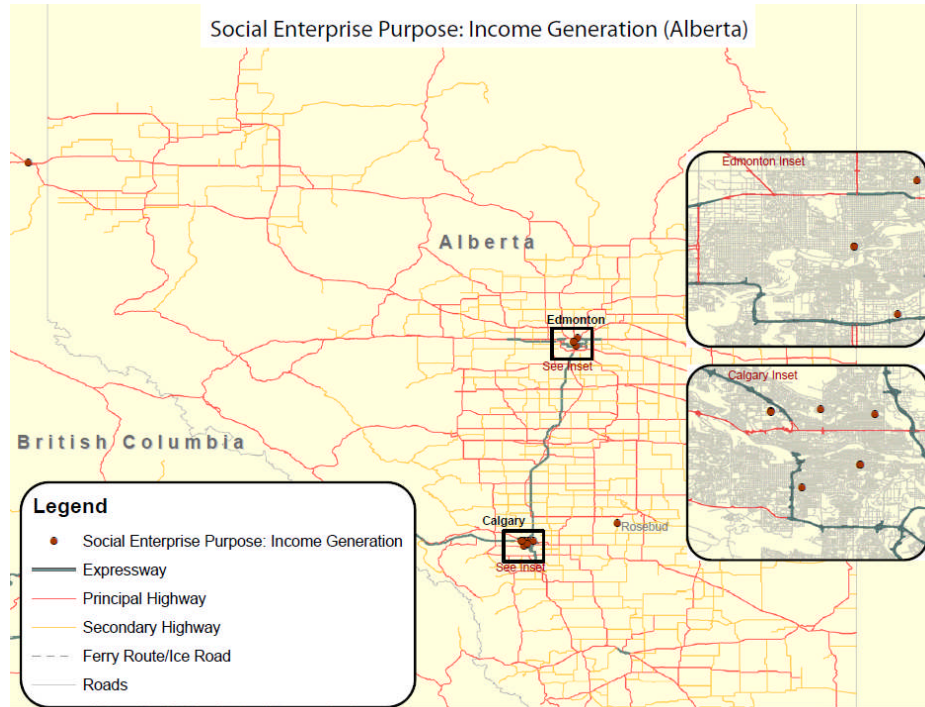 Social Enterprise Purpose: Income Generation (Alberta)
Edmonton Inset
Alberta
Edmonton
See Inset
Calgary Inset
British Columbia
Legend
Social Enterprise Purpose: Income Generation
Expressway
Principal Highway
Secondary Highway
Ferry Route/Ice Road
Roads
Calgary
Rosebud
See Inset